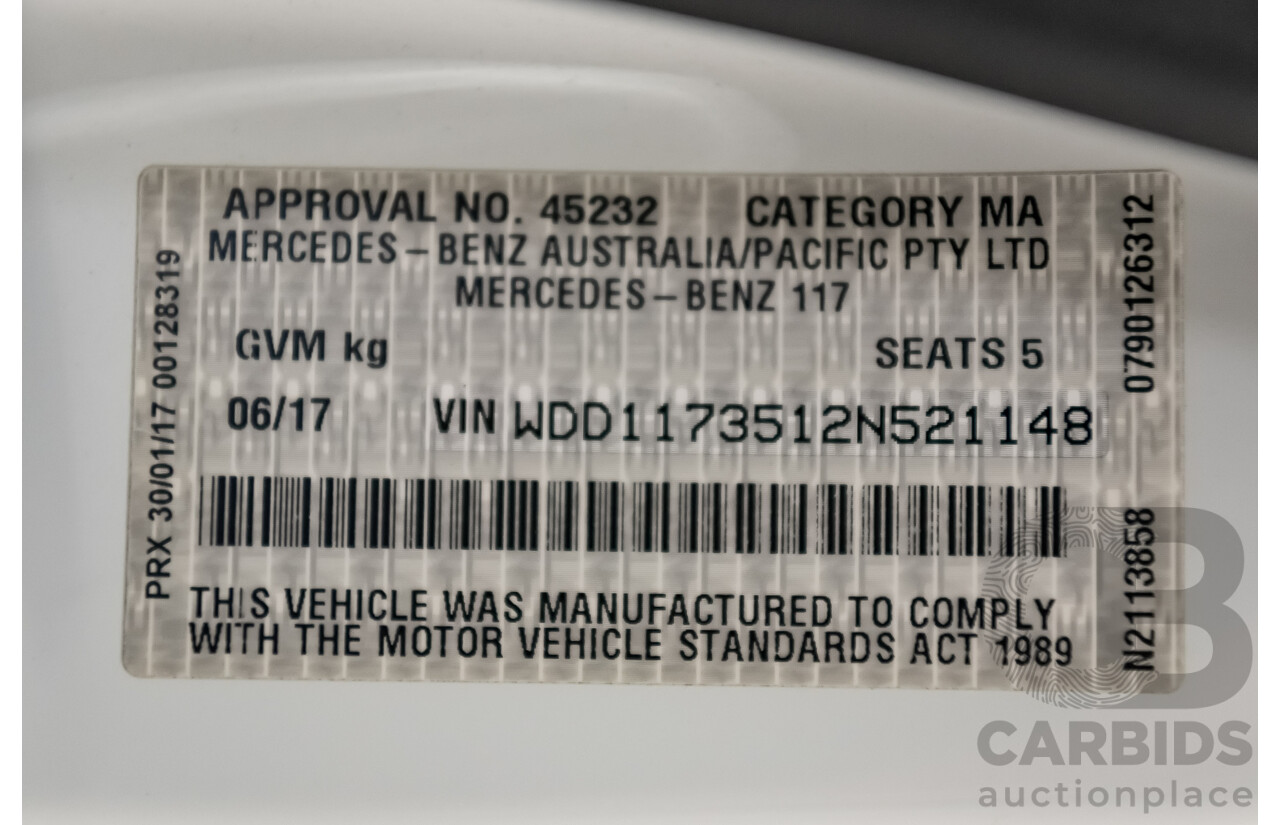 APPROVAL NO. 45232 CATEGORY MA
MERCEDES-BENZ AUSTRALIA/PACIFIC PTY LTD
MERCEDES-BENZ 117
GVM kg SEATS 5
06/17 VIN WDD1173512N521148
THIS VEHICLE WAS MANUFACTURED TO COMPLY
WITH THE MOTOR VEHICLE STANDARDS ACT 1989
PRX 30/01/17 00128319
07901263312
N2113858
CB
CARBIDS
auctionplace